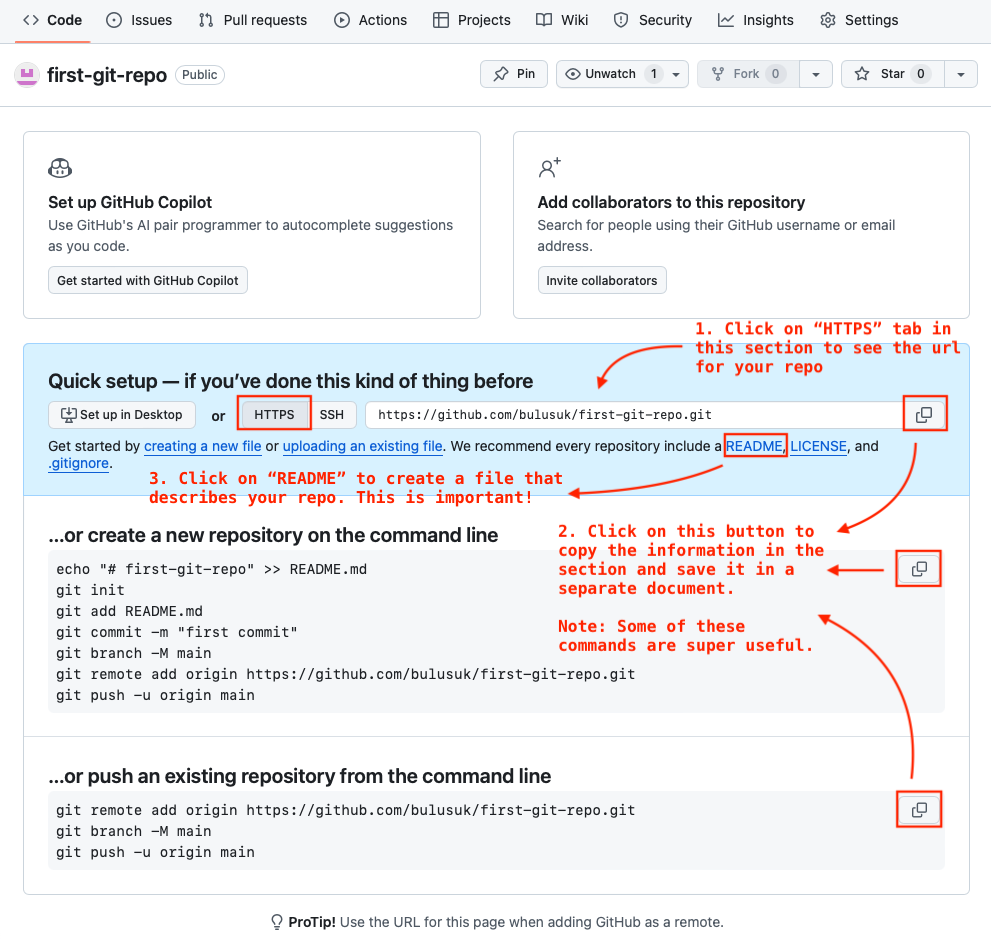 Code Issues Pull requests Actions Projects Wiki Security Insights Settings
first-git-repo Public Pin Unwatch 1 Fork 0 Star 0
Set up GitHub Copilot
Use GitHub's AI pair programmer to autocomplete suggestions
as you code.
Get started with GitHub Copilot
Add collaborators to this repository
Search for people using their GitHub username or email
address.
Invite collaborators
1. Click on “HTTPS” tab in
this section to see the url
for your repo
Quick setup — if you’ve done this kind of thing before
Set up in Desktop or HTTPS SSH https://github.com/bulusuk/first-git-repo.git
Get started by creating a new file or uploading an existing file. We recommend every repository include a README, LICENSE, and
.gitignore.
3. Click on “README” to create a file that
describes your repo. This is important!
…or create a new repository on the command line
echo "# first-git-repo" >> README.md
git init
git add README.md
git commit -m "first commit"
git branch -M main
git remote add origin https://github.com/bulusuk/first-git-repo.git
git push -u origin main
2. Click on this button to
copy the information in the
section and save it in a
separate document.
Note: Some of these
commands are super useful.
…or push an existing repository from the command line
git remote add origin https://github.com/bulusuk/first-git-repo.git
git branch -M main
git push -u origin main
ProTip! Use the URL for this page when adding GitHub as a remote.